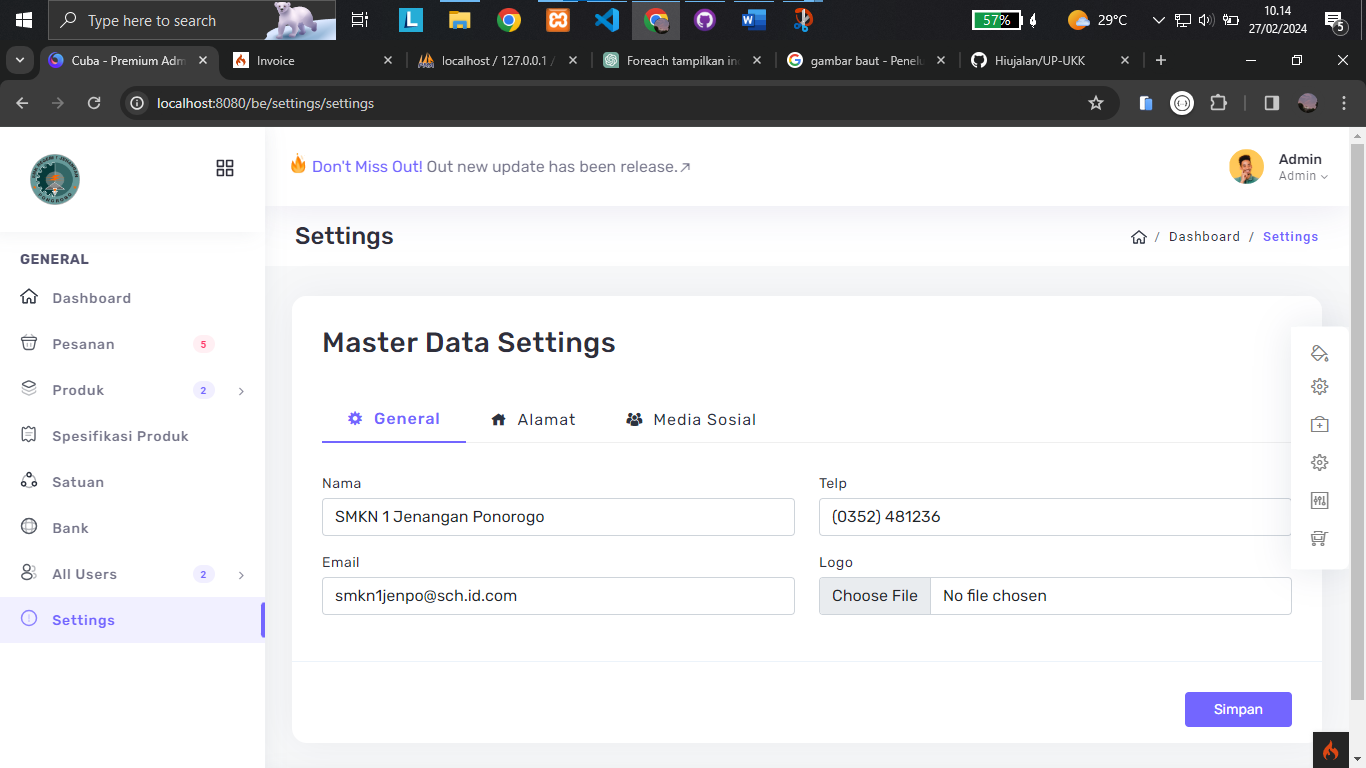 Type here to search
57%
29°C
10.14
27/02/2024
5
Cuba - Premium Adm
Invoice
localhost / 127.0.0.1 /
Foreach tampilkan in
gambar baut - Penelu
Hiujalan/UP-UKK
localhost:8080/be/settings/settings
Don't Miss Out! Out new update has been release.
Admin
Admin
Settings
/ Dashboard / Settings
GENERAL
Dashboard
Pesanan 5
Produk 2
Spesifikasi Produk
Satuan
Bank
All Users 2
Settings
Master Data Settings
General Alamat Media Sosial
Nama Telp
SMKN 1 Jenangan Ponorogo (0352) 481236
Email Logo
smkn1jenpo@sch.id.com Choose File No file chosen
Simpan